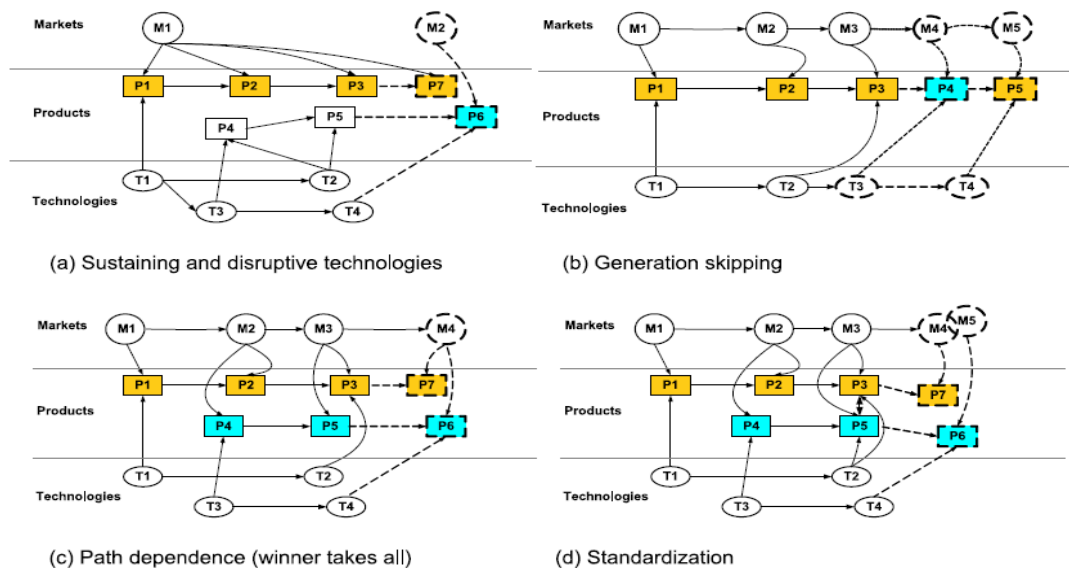 Markets
M1
M2
P1
P2
P3
P7
Products
P4
P5
P6
T1
T2
Technologies
T3
T4
(a) Sustaining and disruptive technologies
Markets
M1
M2
M3
M4
M5
P1
P2
P3
P4
P5
Products
T1
T2
T3
T4
Technologies
(b) Generation skipping
Markets
M1
M2
M3
M4
P1
P2
P3
P7
Products
P4
P5
P6
T1
T2
Technologies
T3
T4
(c) Path dependence (winner takes all)
Markets
M1
M2
M3
M4
M5
P1
P2
P3
P7
Products
P4
P5
P6
T1
T2
Technologies
T3
T4
(d) Standardization